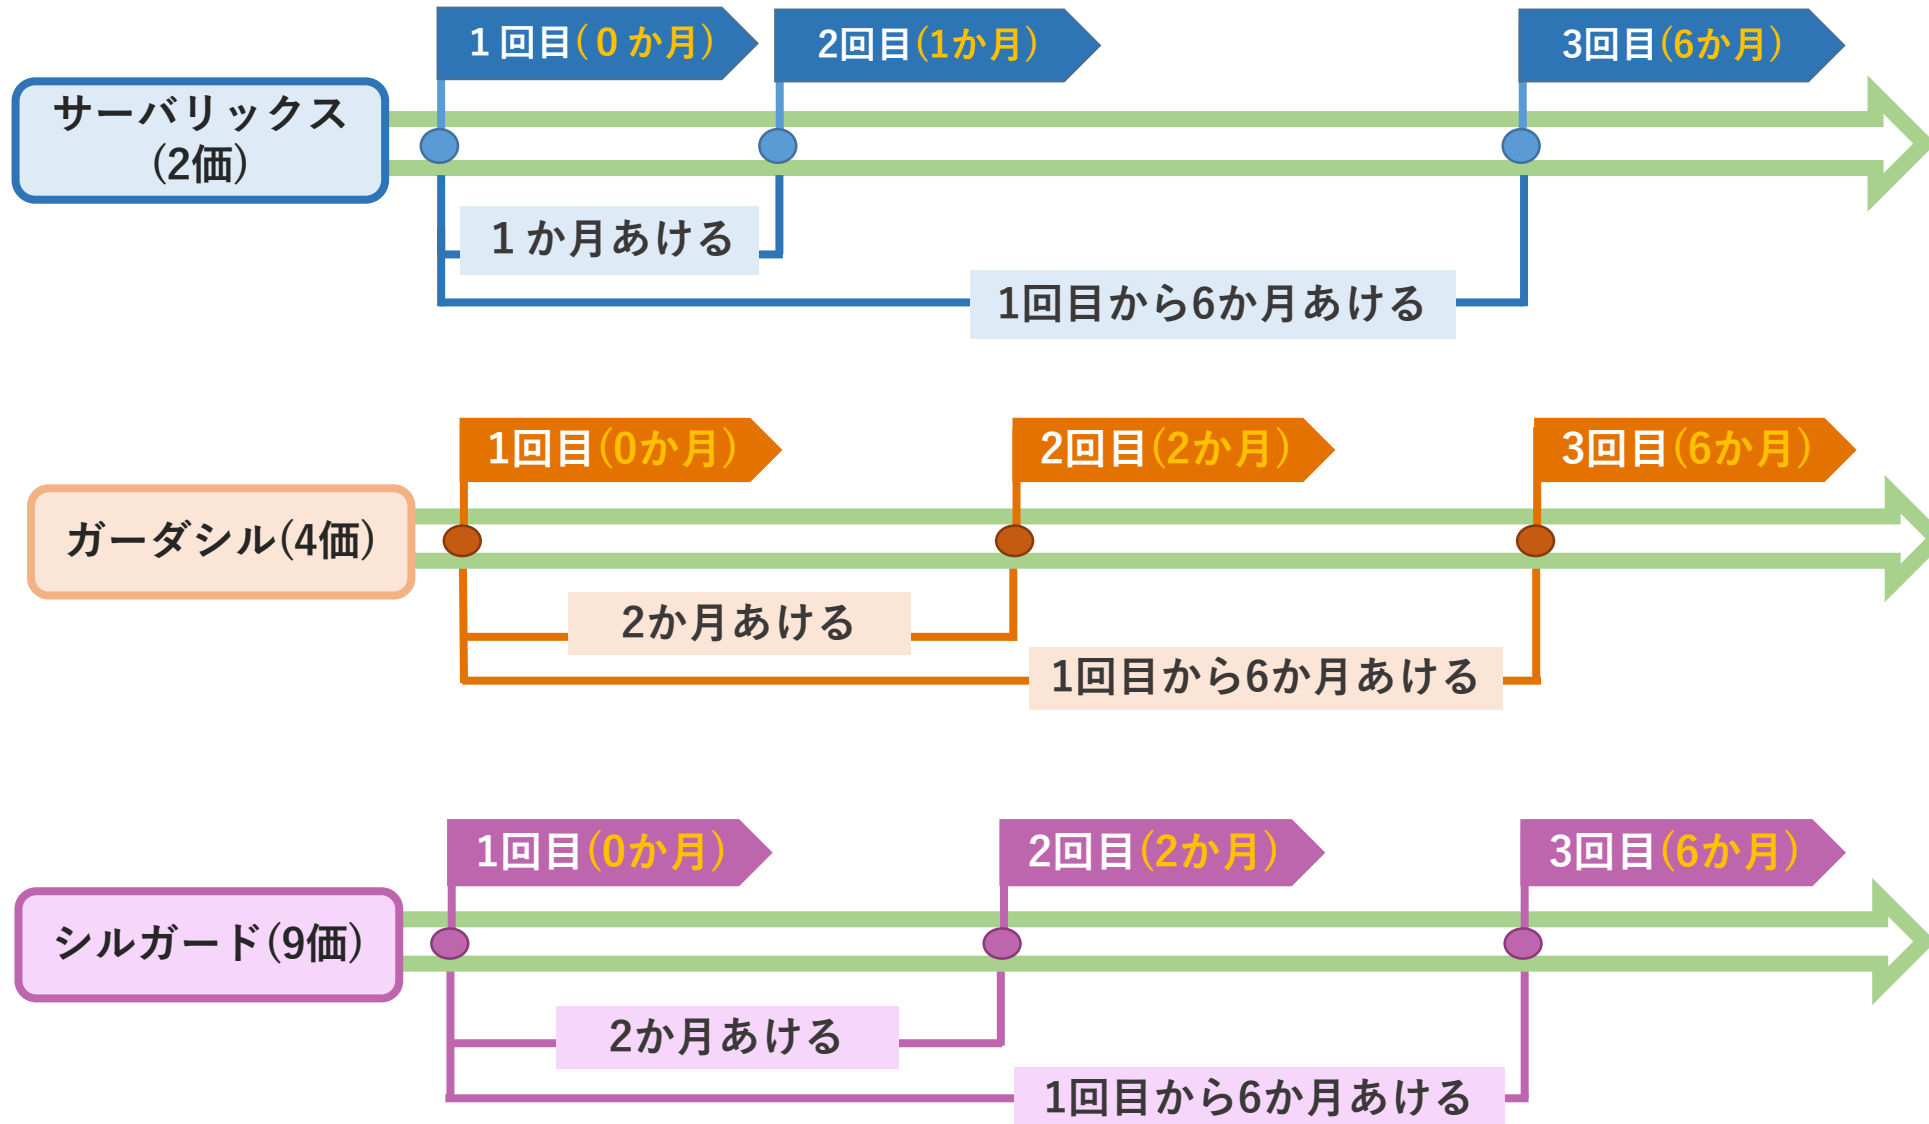 1回目(0か月)
2回目(1か月)
3回目(6か月)
サーバリックス
(2価)
1か月あける
1回目から6か月あける
1回目(0か月)
2回目(2か月)
3回目(6か月)
ガーダシル(4価)
2か月あける
1回目から6か月あける
1回目(0か月)
2回目(2か月)
3回目(6か月)
シルガード(9価)
2か月あける
1回目から6か月あける